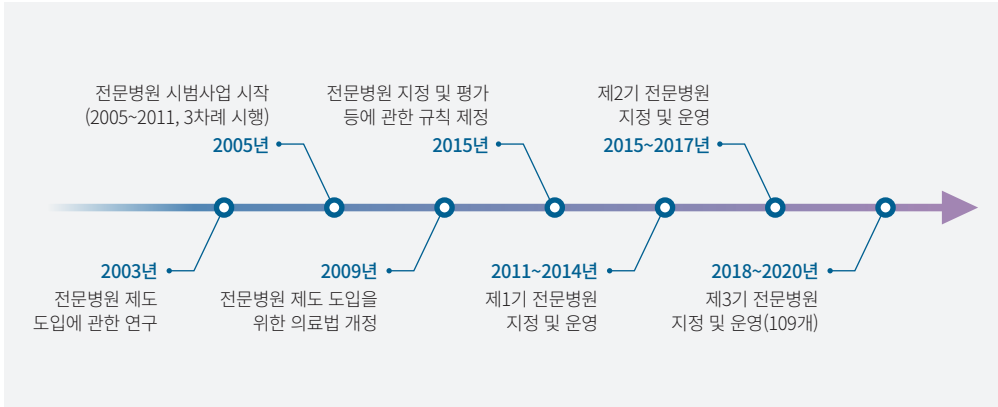 전문병원 시범사업 시작
(2005~2011, 3차례 시행)
2005년
전문병원 지정 및 평가
등에 관한 규칙 제정
2015년
제2기 전문병원
지정 및 운영
2015~2017년
2003년
전문병원 제도
도입에 관한 연구
2009년
전문병원 제도 도입을
위한 의료법 개정
2011~2014년
제1기 전문병원
지정 및 운영
2018~2020년
제3기 전문병원
지정 및 운영(109개)